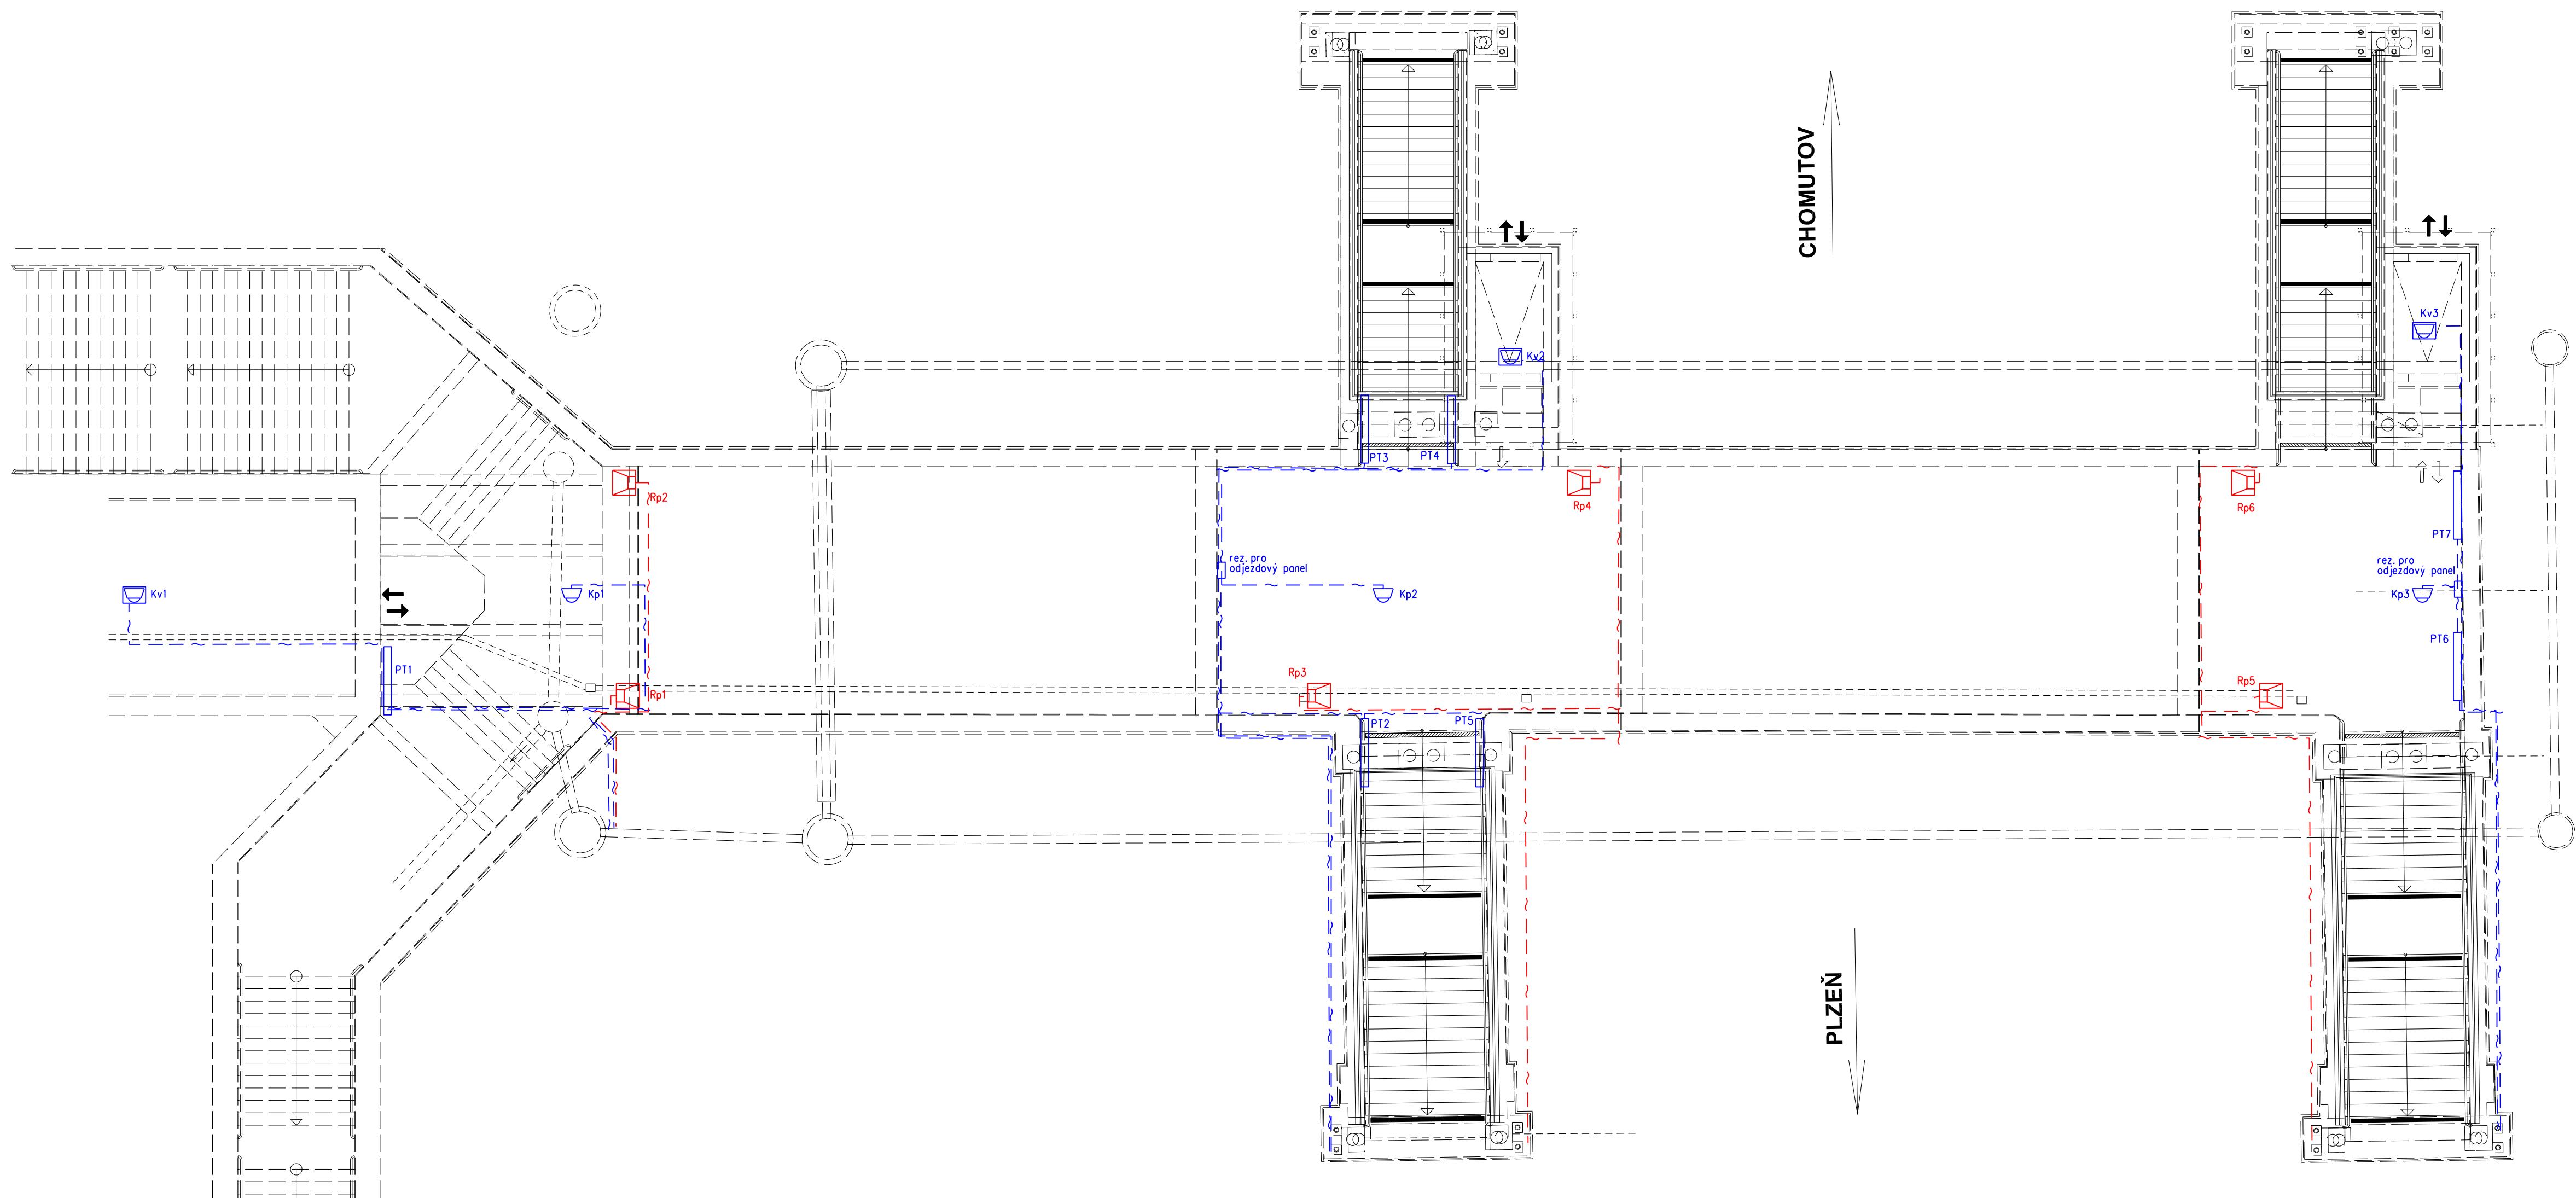 CHOMUTOV
Kv3
Kv2
PT3
PT4
Rp2
Rp4
Rp6
PT7
rez. pro
odjezdový panel
rez. pro
odjezdový panel
Kv1
Kp1
Kp2
Kp3
PT6
PT1
Rp3
Rp5
Rp1
PT2
PT5
PLZEŇ